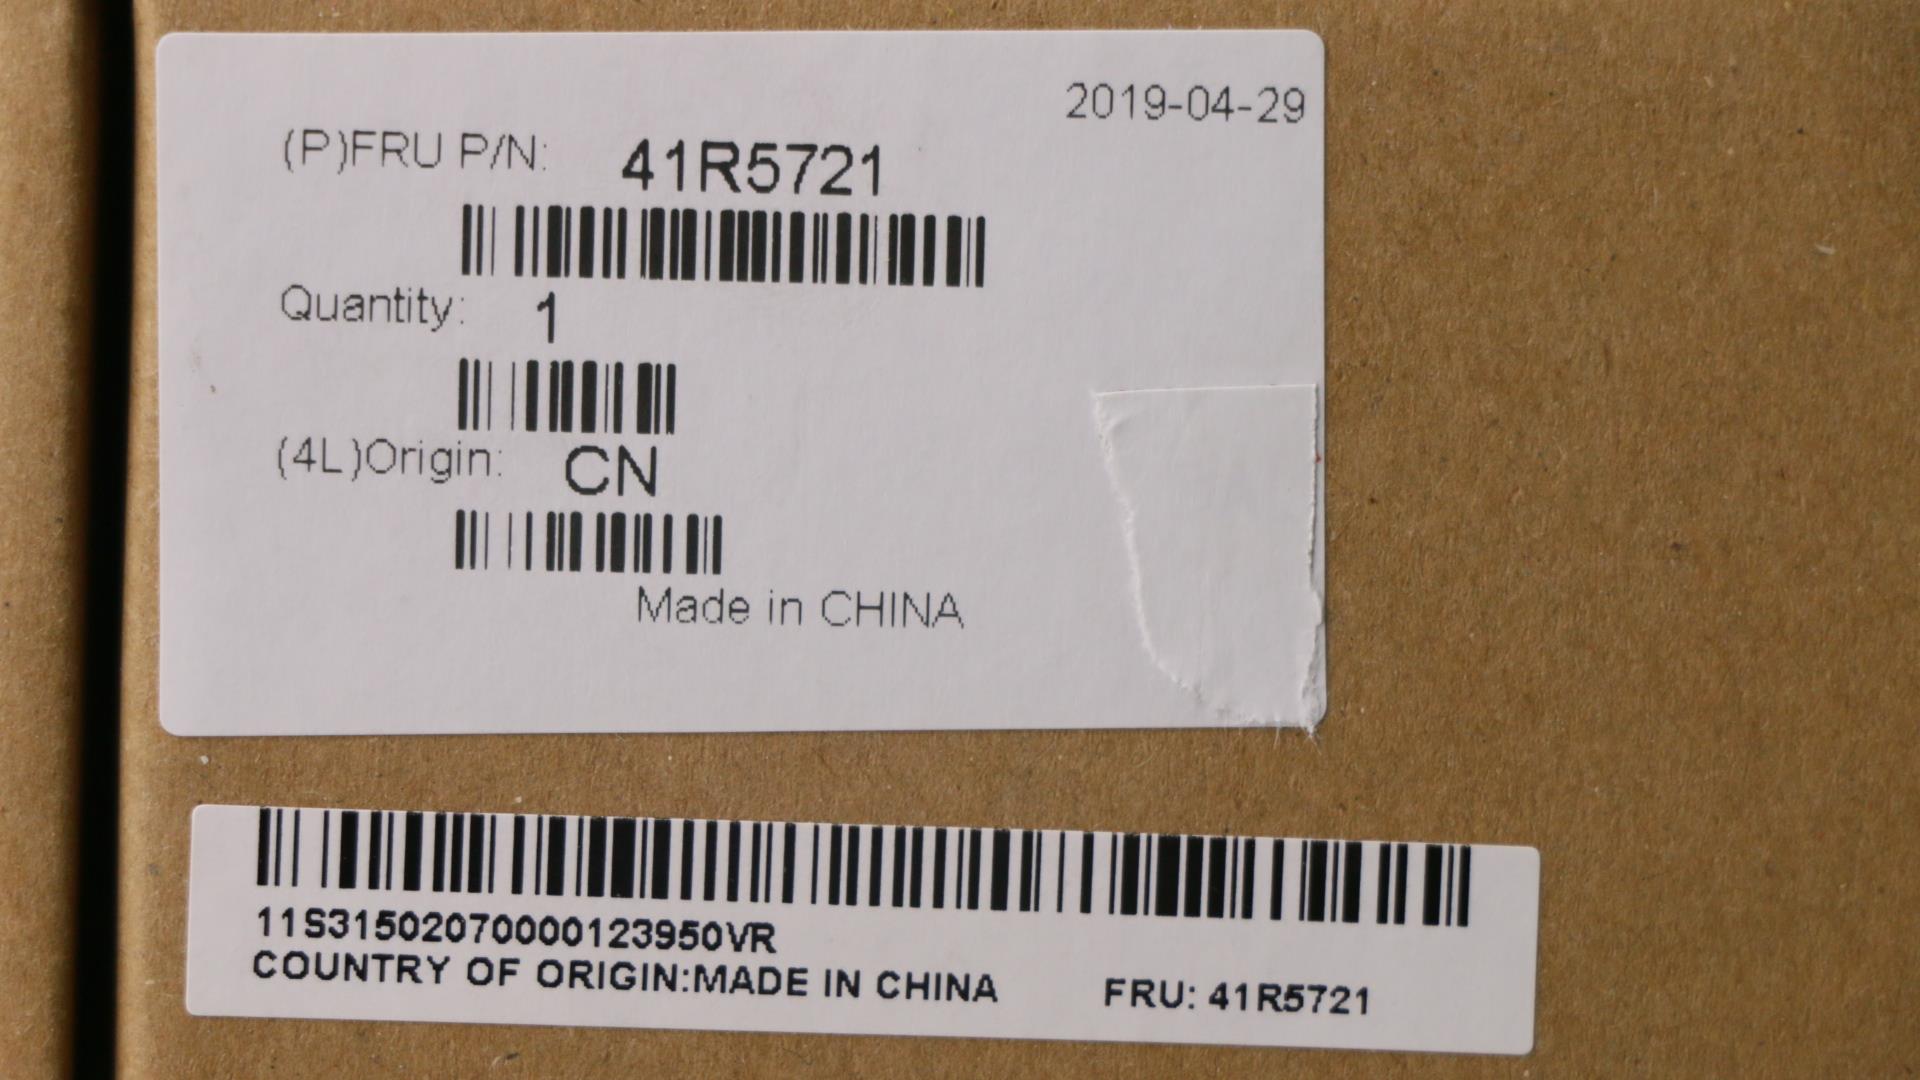 2019-04-29
(P)FRU P/N: 41R5721
Quantity: 1
(4L)Origin: CN
Made in CHINA
11S31502070000123950VR
COUNTRY OF ORIGIN:MADE IN CHINA FRU: 41R5721